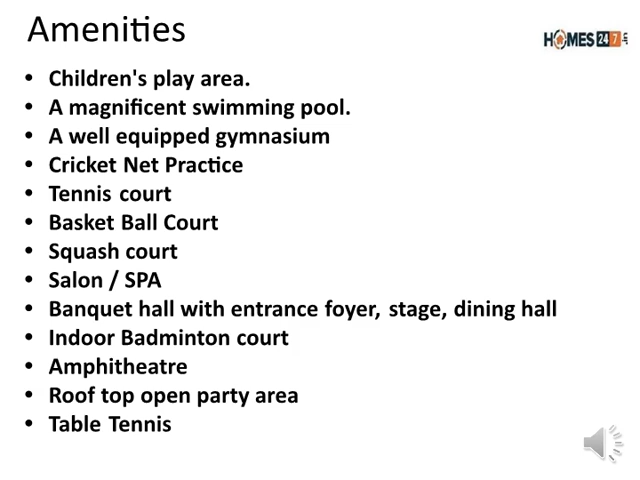 Amenities
HOMES247.in
Children's play area.
A magnificent swimming pool.
A well equipped gymnasium
Cricket Net Practice
Tennis court
Basket Ball Court
Squash court
Salon / SPA
Banquet hall with entrance foyer, stage, dining hall
Indoor Badminton court
Amphitheatre
Roof top open party area
Table Tennis